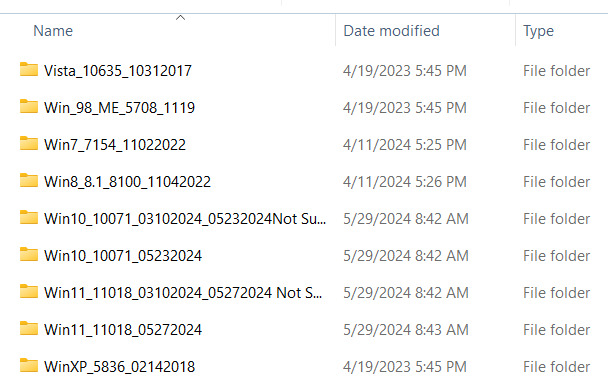 Name Date modified Type
Vista_10635_10312017 4/19/2023 5:45 PM File folder
Win_98_ME_5708_1119 4/19/2023 5:45 PM File folder
Win7_7154_11022022 4/11/2024 5:25 PM File folder
Win8_8.1_8100_11042022 4/11/2024 5:26 PM File folder
Win10_10071_03102024_05232024Not Su... 5/29/2024 8:42 AM File folder
Win10_10071_05232024 5/29/2024 8:42 AM File folder
Win11_11018_03102024_05272024 Not S... 5/29/2024 8:42 AM File folder
Win11_11018_05272024 5/29/2024 8:43 AM File folder
WinXP_5836_02142018 4/19/2023 5:45 PM File folder